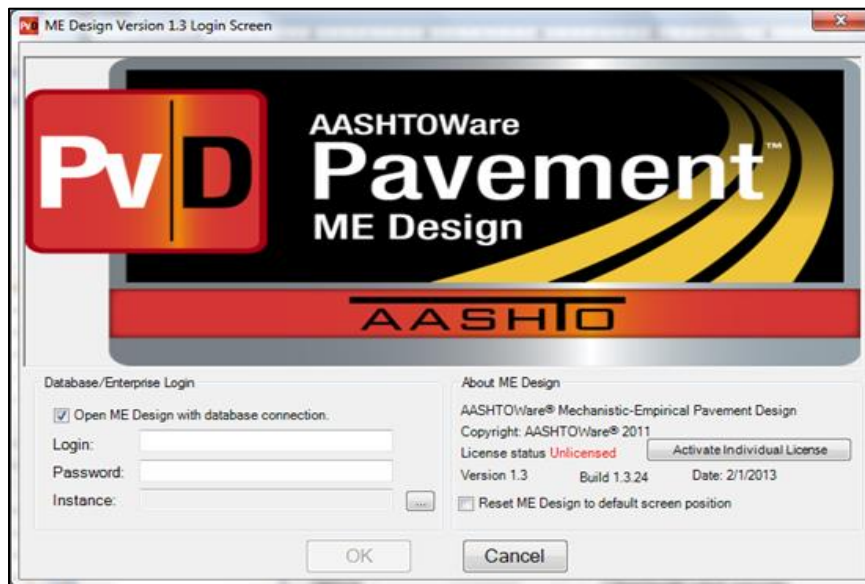 PvD ME Design Version 1.3 Login Screen
PvD
AASHTOWare
Pavement™
ME Design
AASHTO
Database/Enterprise Login
Open ME Design with database connection.
Login:
Password:
Instance:
...
About ME Design
AASHTOWare® Mechanistic-Empirical Pavement Design
Copyright: AASHTOWare® 2011
License status Unlicensed Activate Individual License
Version 1.3 Build 1.3.24 Date: 2/1/2013
Reset ME Design to default screen position
OK Cancel